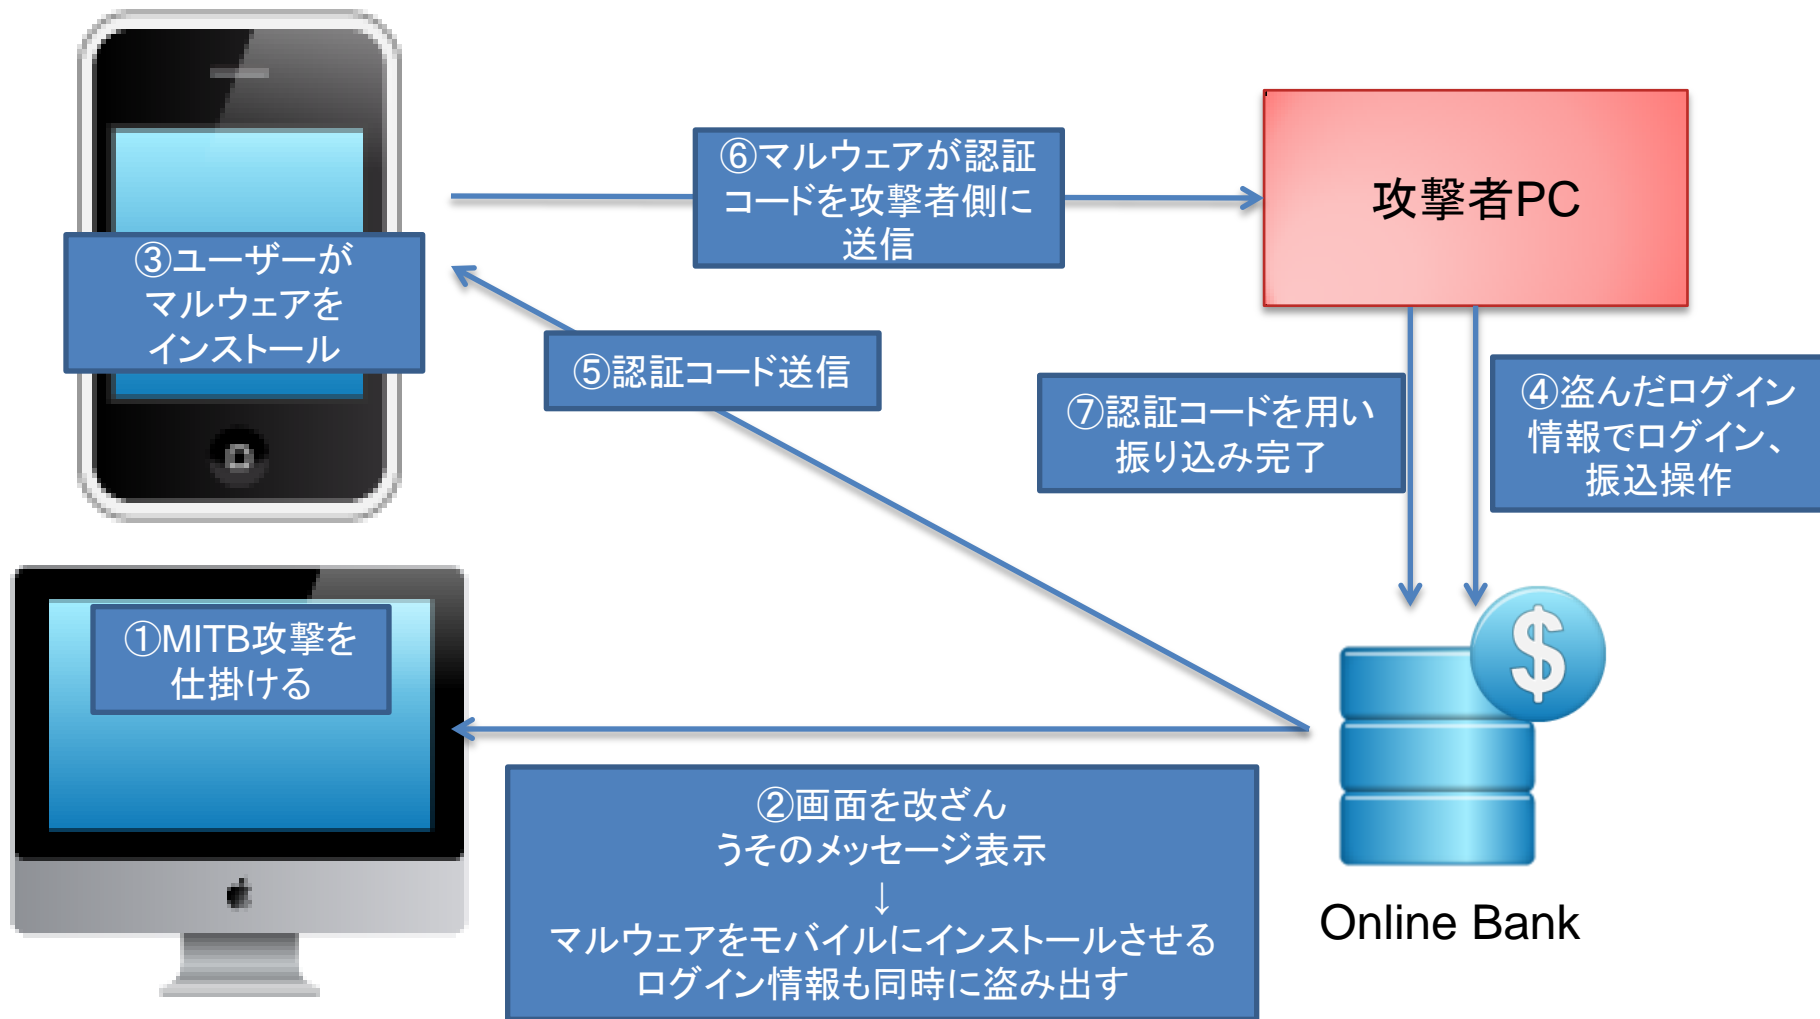 ③ユーザーが
マルウェアを
インストール
⑥マルウェアが認証
コードを攻撃者側に
送信
攻撃者PC
⑤認証コード送信
⑦認証コードを用い
振り込み完了
④盗んだログイン
情報でログイン、
振込操作
①MITB攻撃を
仕掛ける
②画面を改ざん
うそのメッセージ表示
↓
マルウェアをモバイルにインストールさせる
ログイン情報も同時に盗み出す
$
Online Bank